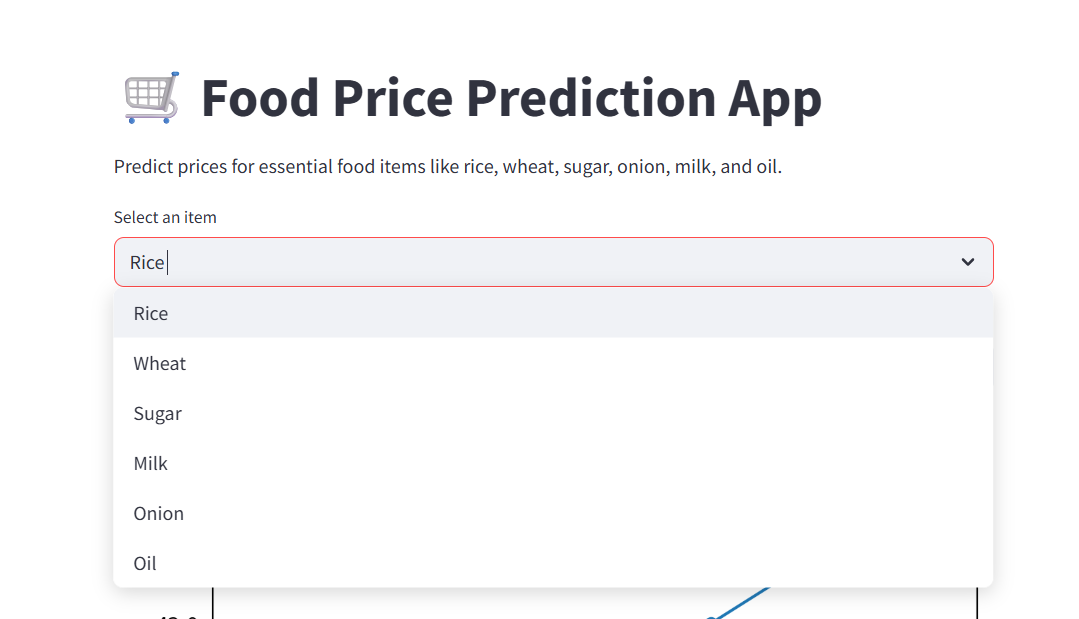 Food Price Prediction App
Predict prices for essential food items like rice, wheat, sugar, onion, milk, and oil.
Select an item
Rice
Rice
Wheat
Sugar
Milk
Onion
Oil